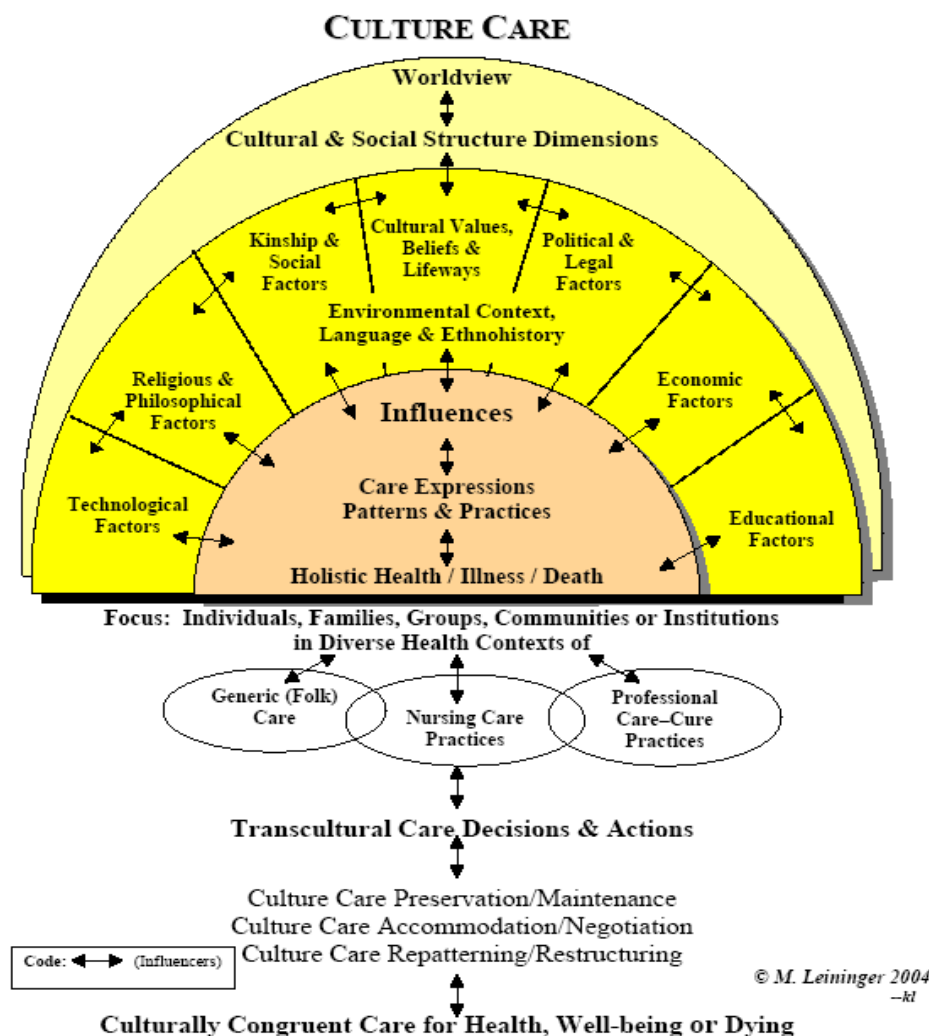 CULTURE CARE
Worldview
Cultural & Social Structure Dimensions
Kinship &
Social
Factors
Cultural Values,
Beliefs &
Lifeways
Political &
Legal
Factors
Environmental Context,
Language & Ethnohistory
Religious &
Philosophical
Factors
Economic
Factors
Technological
Factors
Educational
Factors
Influences
Care Expressions
Patterns & Practices
Holistic Health / Illness / Death
Focus: Individuals, Families, Groups, Communities or Institutions
in Diverse Health Contexts of
Generic (Folk)
Care
Nursing Care
Practices
Professional
Care–Cure
Practices
Transcultural Care Decisions & Actions
Culture Care Preservation/Maintenance
Culture Care Accommodation/Negotiation
Culture Care Repatterning/Restructuring
Code: (Influencers)
© M. Leininger 2004
--kl
Culturally Congruent Care for Health, Well-being or Dying